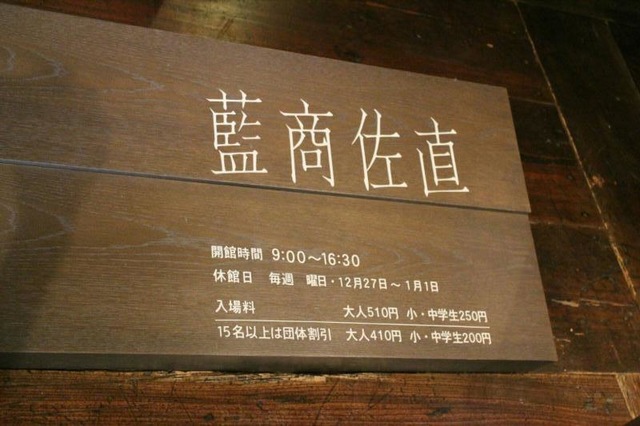 藍商佐直
開館時間 9:00～16:30
休館日 毎週 曜日・12月27日～1月1日
入場料 大人510円 小・中学生250円
15名以上は団体割引 大人410円 小・中学生200円